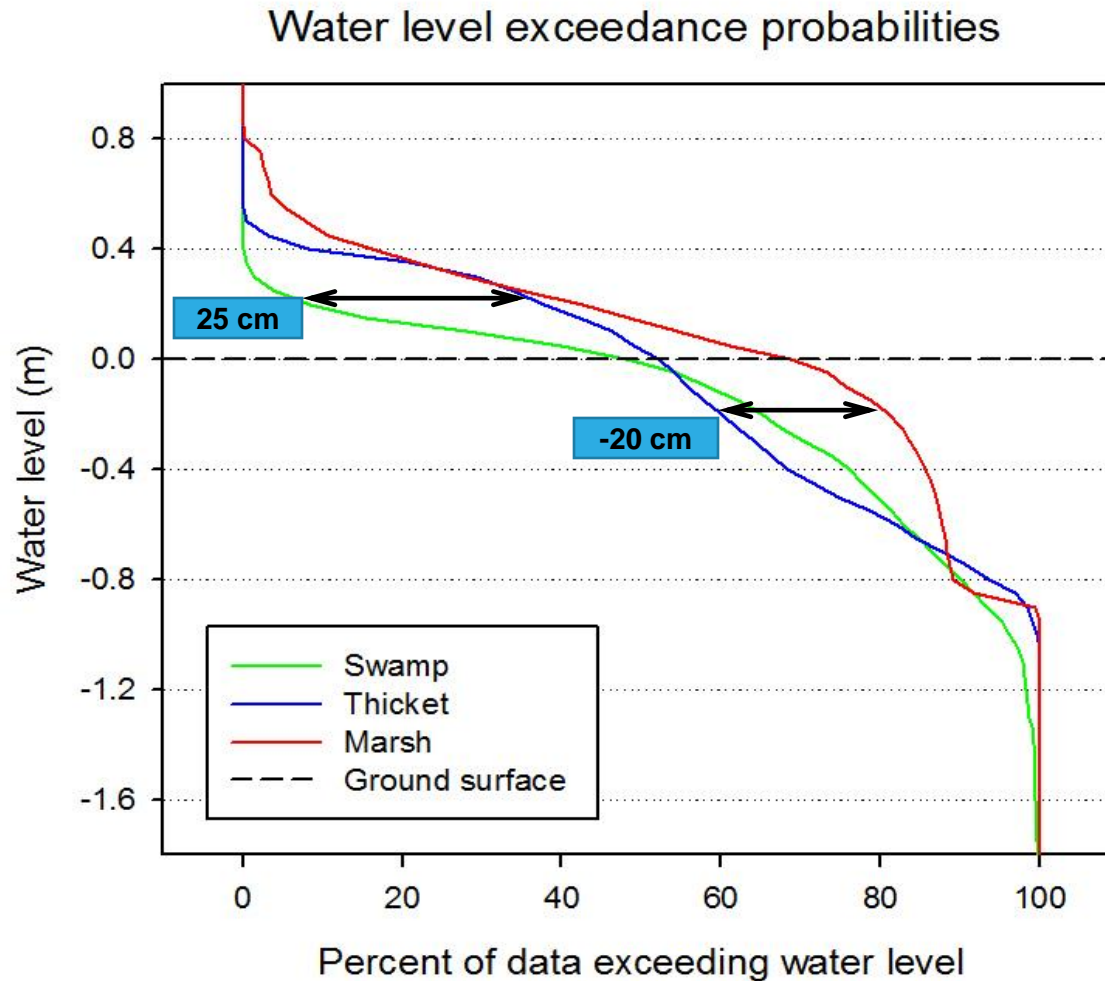 Water level exceedance probabilities
0.8
0.4
25 cm
0.0
Water level (m)
-20 cm
-0.4
-0.8
-1.2
-1.6
Swamp
Thicket
Marsh
Ground surface
0 20 40 60 80 100
Percent of data exceeding water level